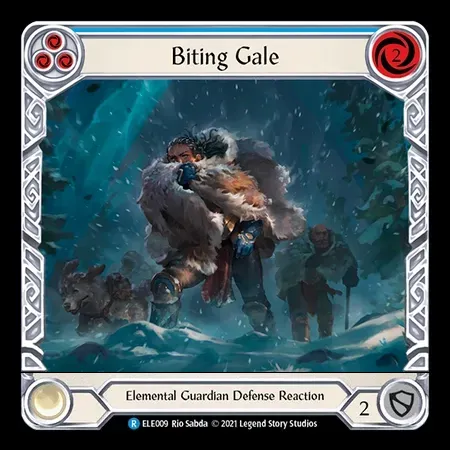 Biting Gale
2
Elemental Guardian Defense Reaction
2
R ELE009 Rio Sabda © 2021 Legend Story Studios